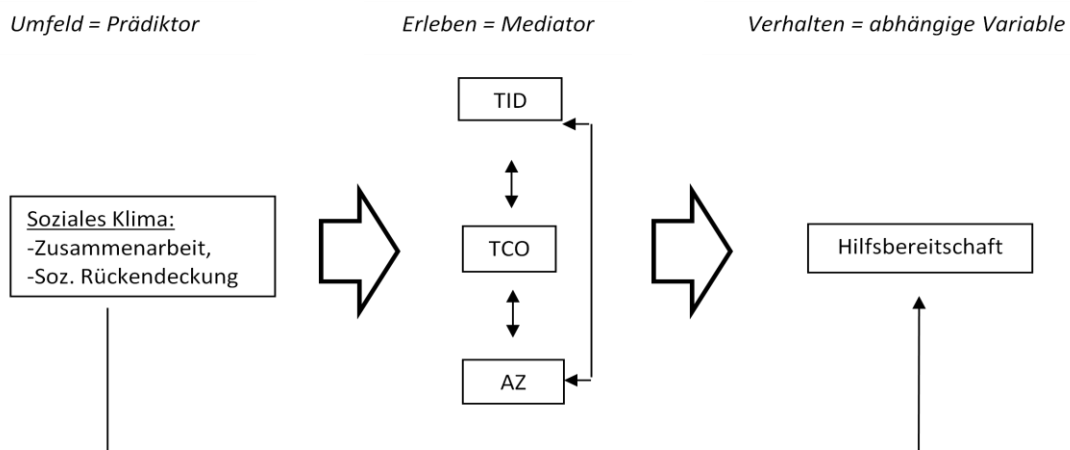 Umfeld = Prädiktor
Erleben = Mediator
Verhalten = abhängige Variable
TID
Soziales Klima:
-Zusammenarbeit,
-Soz. Rückendeckung
TCO
Hilfsbereitschaft
AZ